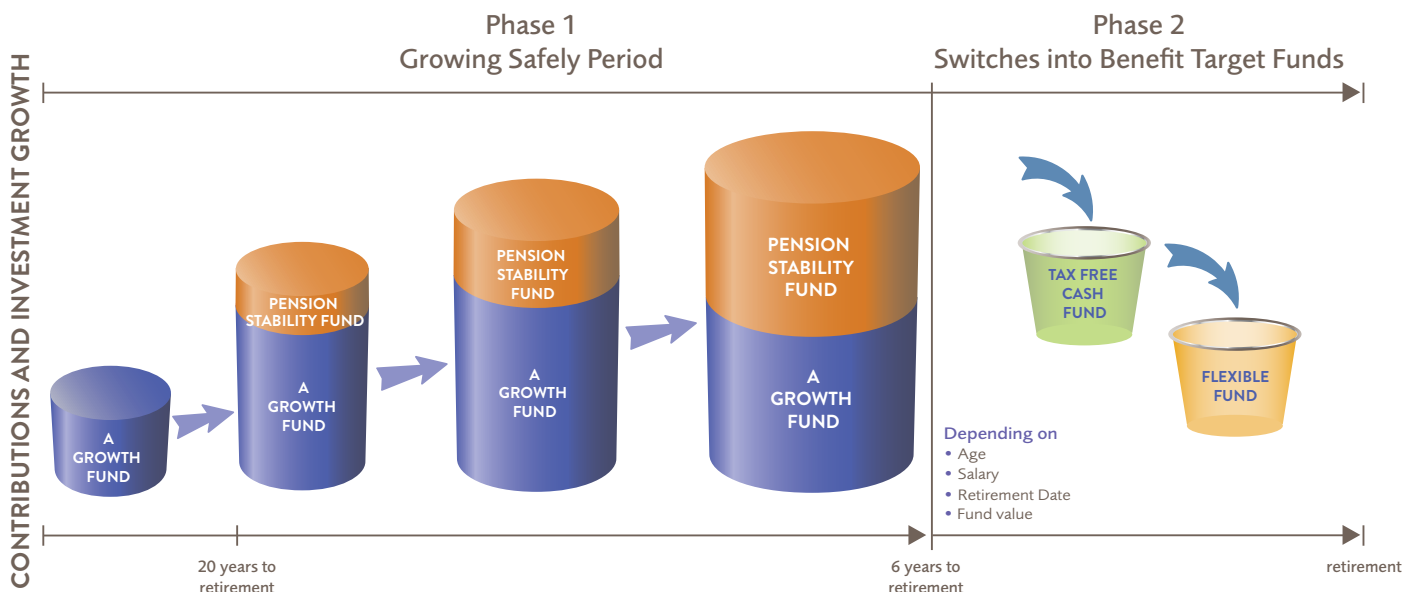 Phase 1
Growing Safely Period
Phase 2
Switches into Benefit Target Funds
CONTRIBUTIONS AND INVESTMENT GROWTH
A
GROWTH
FUND
PENSION
STABILITY FUND
A
GROWTH
FUND
PENSION
STABILITY
FUND
A
GROWTH
FUND
PENSION
STABILITY
FUND
A
GROWTH
FUND
TAX FREE
CASH
FUND
FLEXIBLE
FUND
Depending on
• Age
• Salary
• Retirement Date
• Fund value
20 years to
retirement
6 years to
retirement
retirement